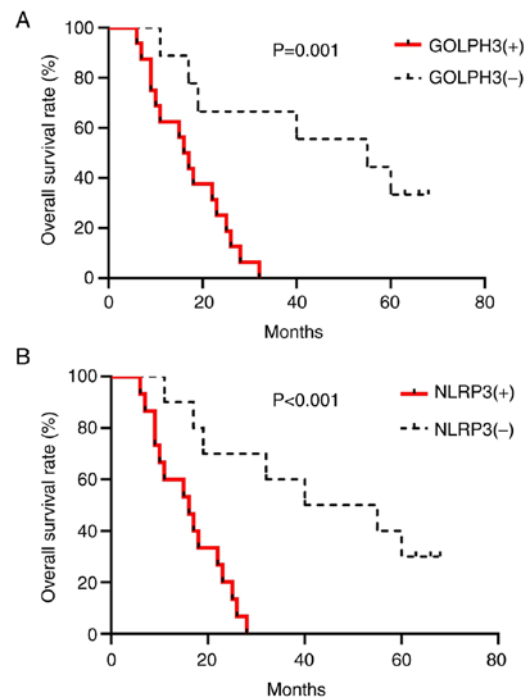 A
P=0.001
GOLPH3(+)
GOLPH3(−)
Overall survival rate (%)
100
80
60
40
20
0
0 20 40 60 80
Months
B
P<0.001
NLRP3(+)
NLRP3(−)
Overall survival rate (%)
100
80
60
40
20
0
0 20 40 60 80
Months